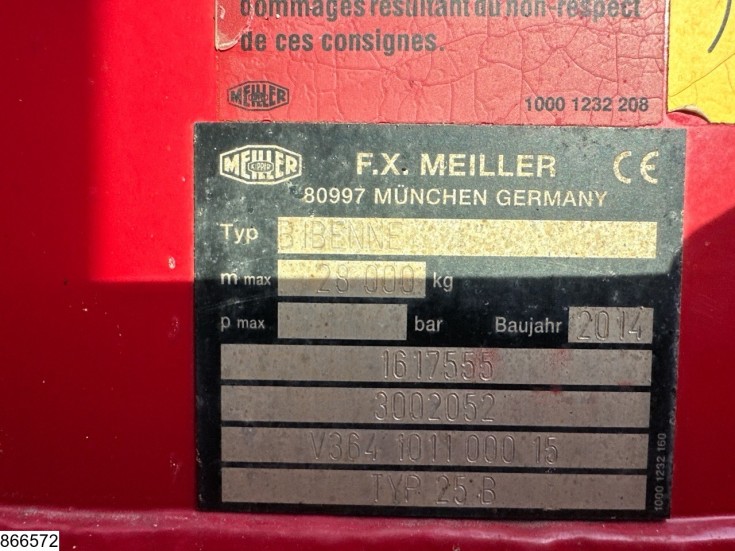 dommages résultant du non-respect
de ces consignes.
MEILLER
1000 1232 208
MEILLER
KIPPER
F.X. MEILLER
CE
80997 MÜNCHEN GERMANY
Typ BIBENNE
m max 28 000 kg
p max bar Baujahr 2014
1617555
3002052
V364 1011 000 15
TYP 25 B
1000 1232 160
866572